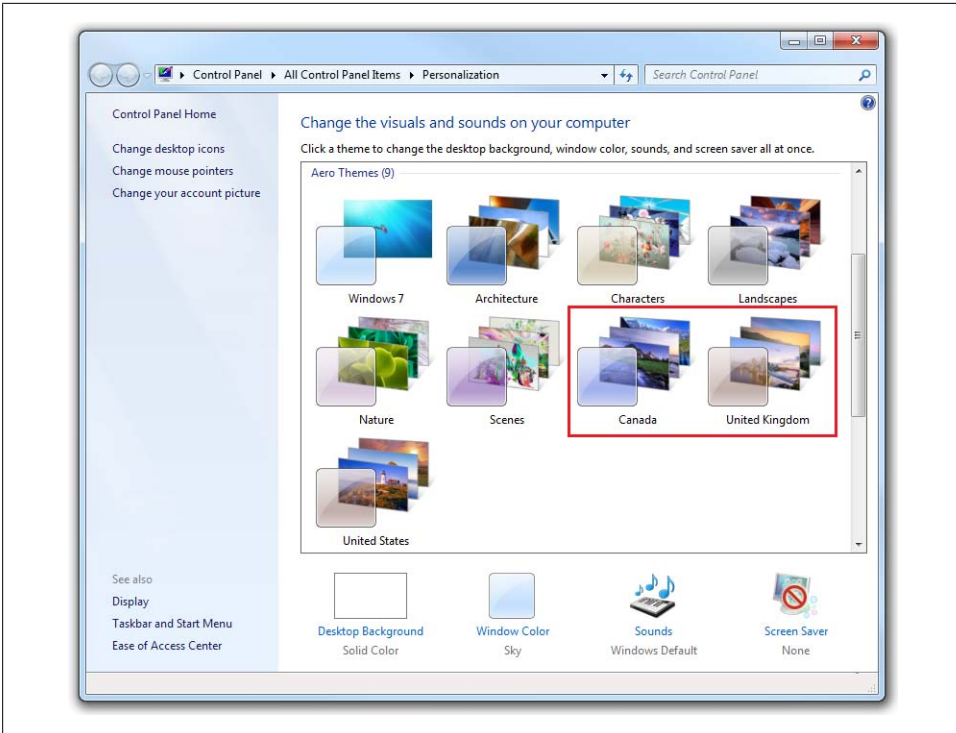 Control Panel ▸ All Control Panel Items ▸ Personalization
Search Control Panel
Control Panel Home
Change desktop icons
Change mouse pointers
Change your account picture
Change the visuals and sounds on your computer
Click a theme to change the desktop background, window color, sounds, and screen saver all at once.
Aero Themes (9)
Windows 7 Architecture Characters Landscapes
Nature Scenes Canada United Kingdom
United States
See also
Display
Taskbar and Start Menu
Ease of Access Center
Desktop Background Window Color Sounds Screen Saver
Solid Color Sky Windows Default None